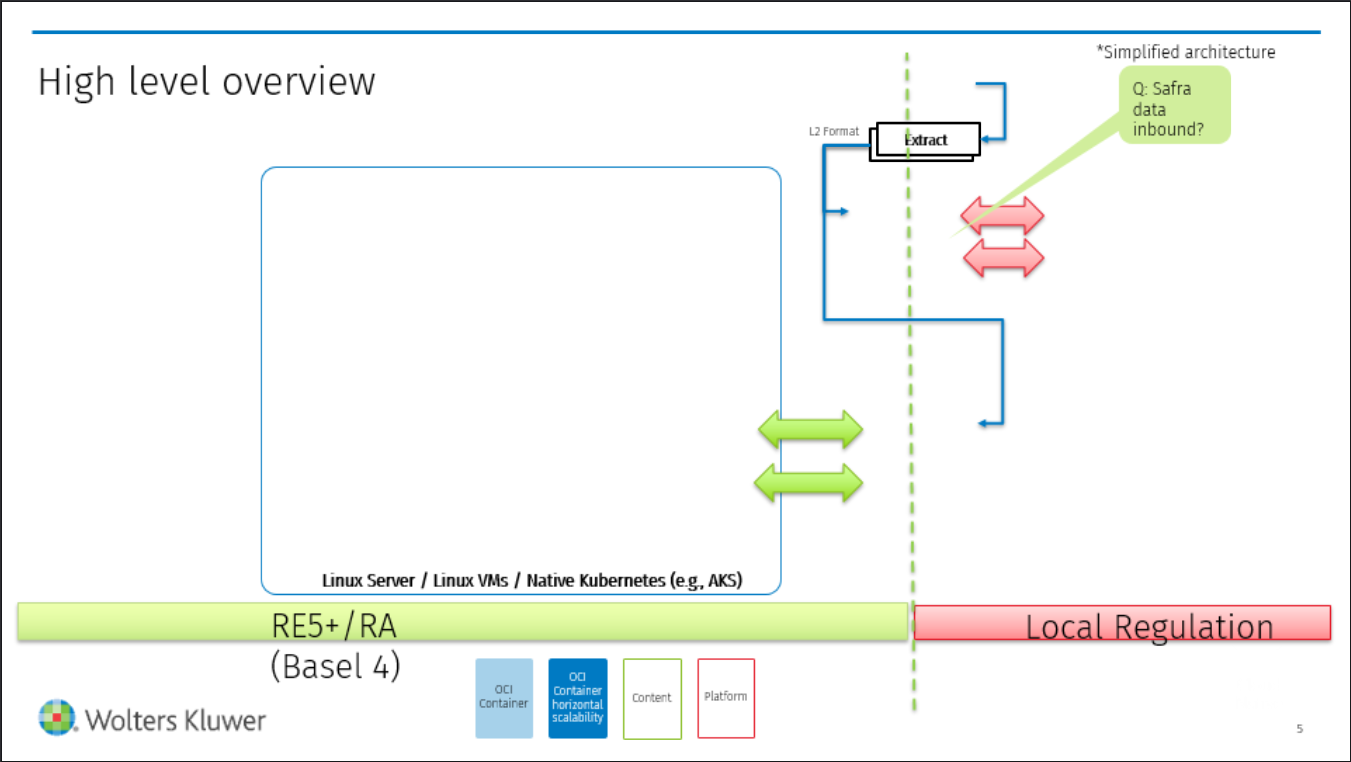 *Simplified architecture
High level overview
Q: Safra
data
inbound?
L2 Format
Extract
Linux Server / Linux VMs / Native Kubernetes (e.g., AKS)
RE5+/RA
(Basel 4)
Local Regulation
OCI
Container
OCI
Container
horizontal
scalability
Content
Platform
Wolters Kluwer
5